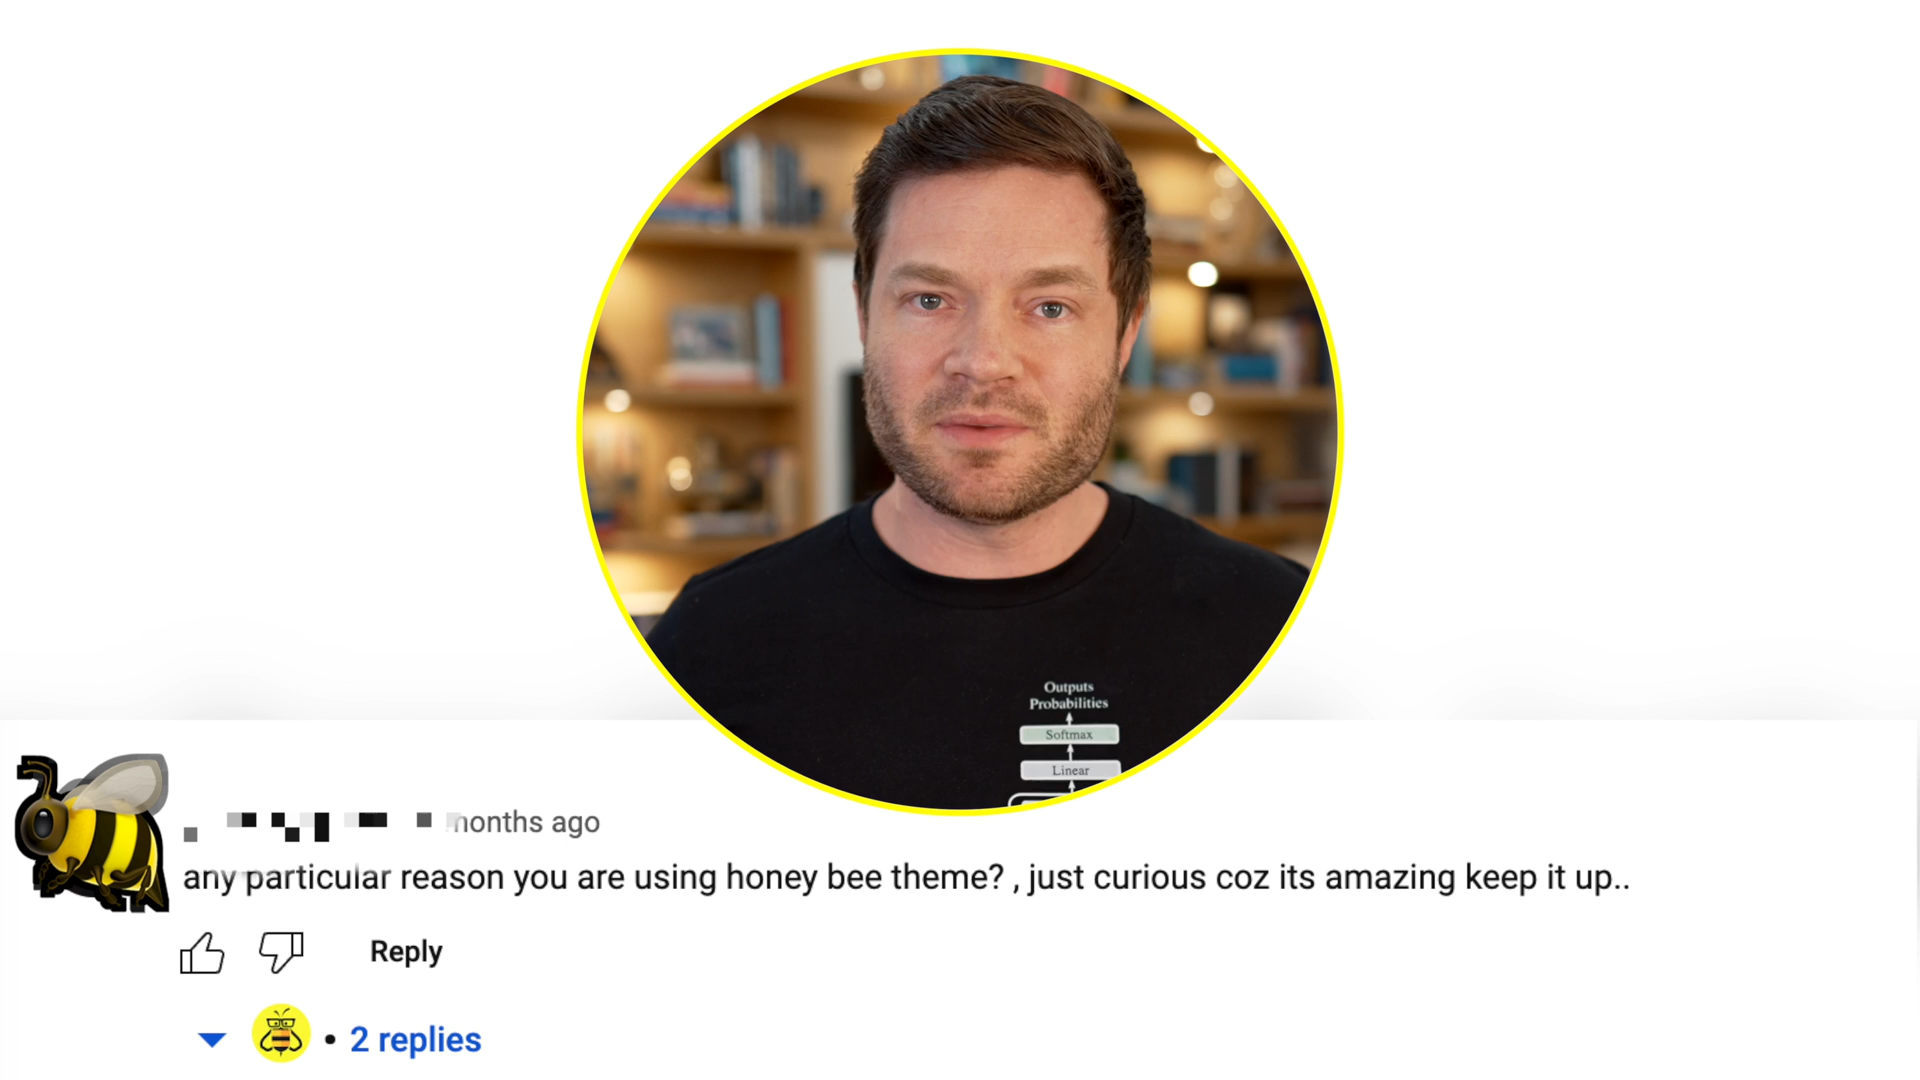 Outputs
Probabilities
Softmax
Linear
months ago
any particular reason you are using honey bee theme? , just curious coz its amazing keep it up..
Reply
• 2 replies